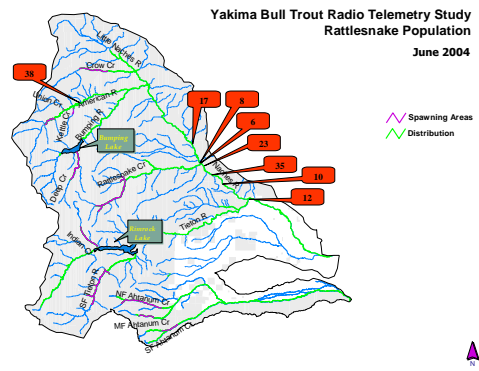 Yakima Bull Trout Radio Telemetry Study
Rattlesnake Population
June 2004
Little Naches R
Crow Cr
38
American R
Union Cr
Kettle Cr
Bumping R
Bumping
Lake
17
8
6
23
35
10
12
Spawning Areas
Distribution
Naches R
Rattlesnake Cr
Deep Cr
Tieton R
Indian Cr
Rimrock
Lake
SF Tieton R
NF Ahtanum Cr
MF Ahtanum Cr
SF Ahtanum Cr
N